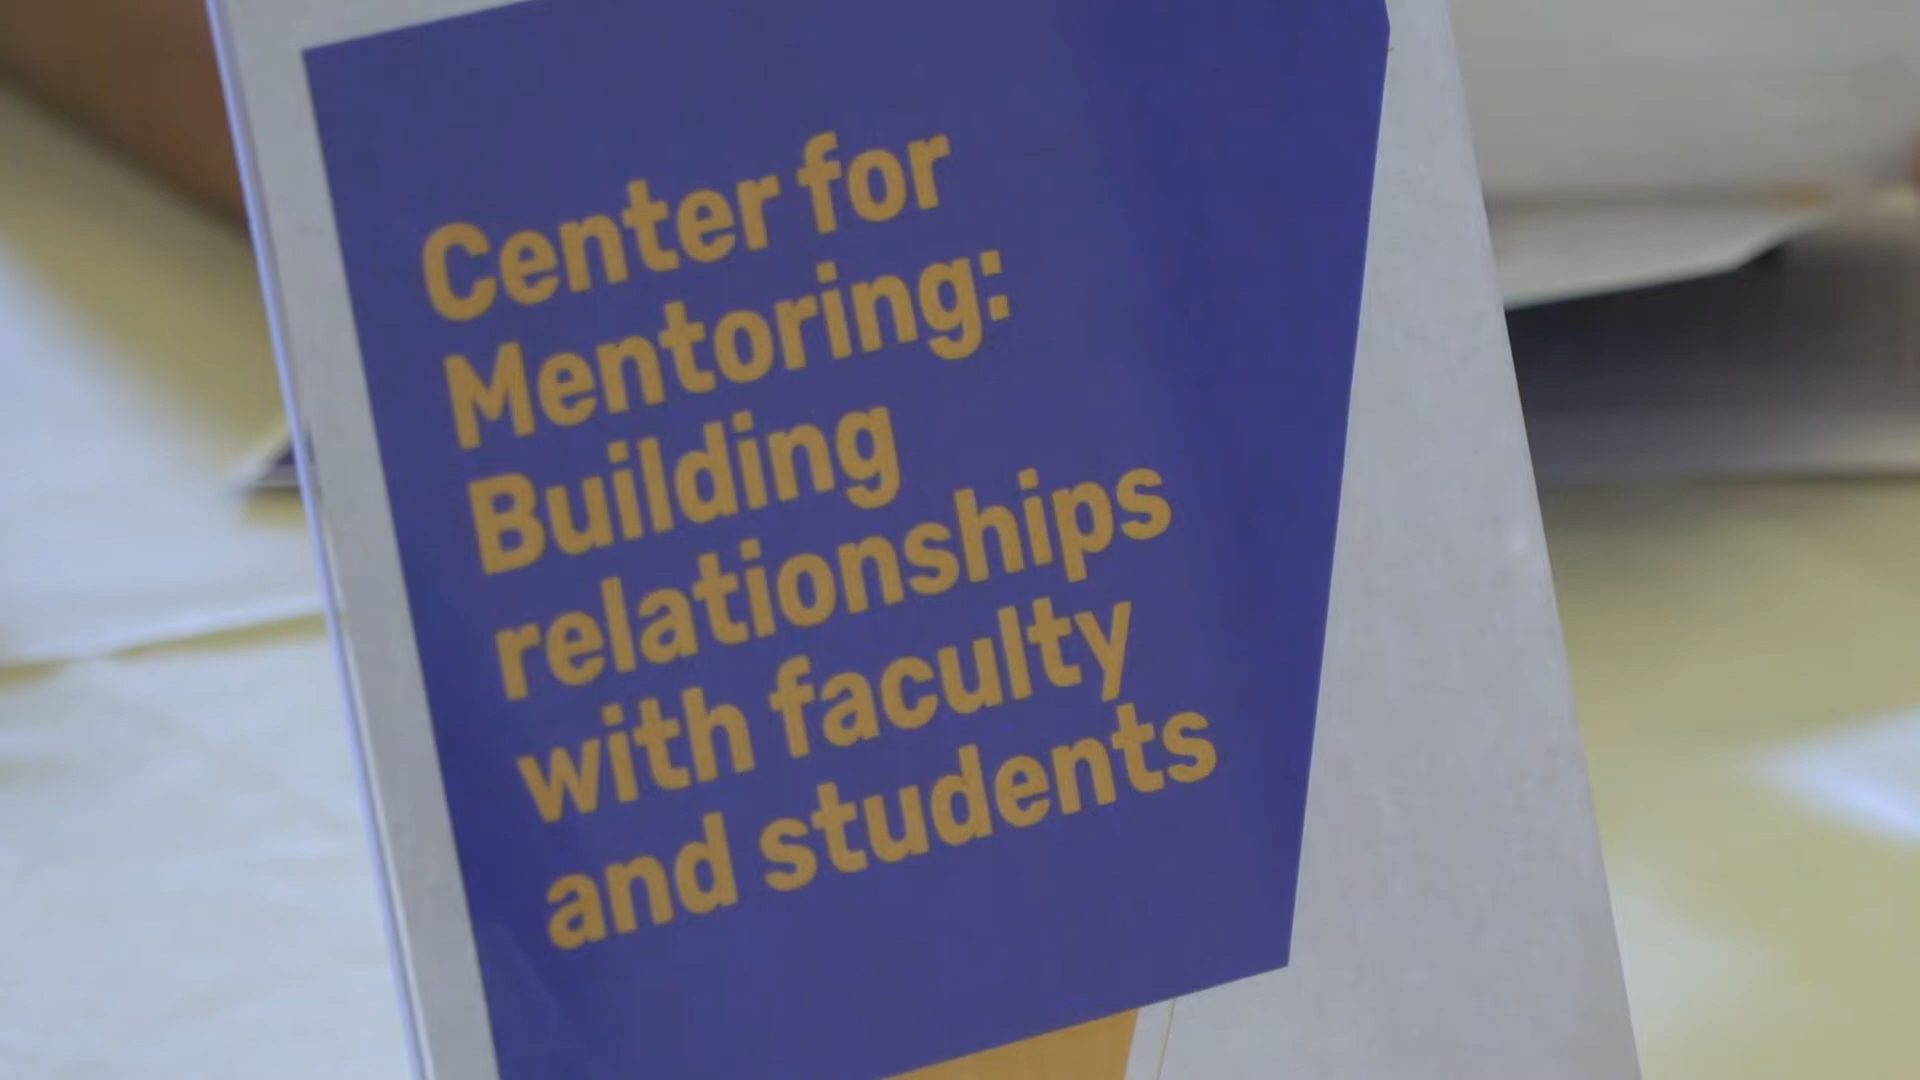 Center for
Mentoring:
Building
relationships
with faculty
and students